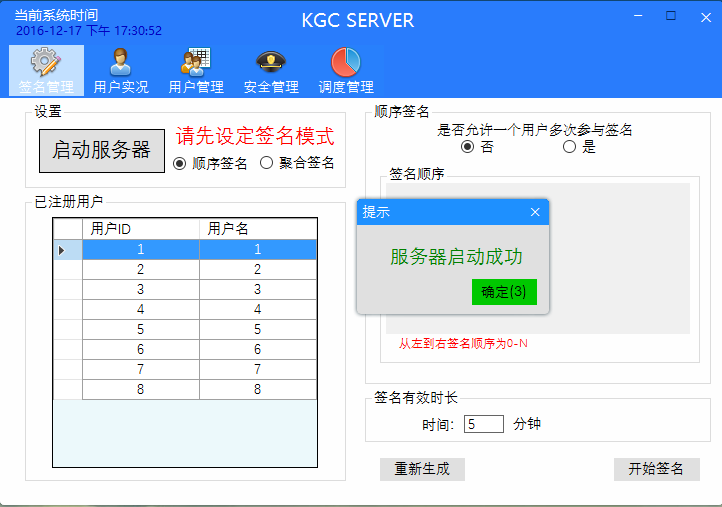 当前系统时间
2016-12-17 下午 17:30:52
KGC SERVER
签名管理
用户实况
用户管理
安全管理
调度管理
设置
启动服务器
请先设定签名模式
顺序签名
聚合签名
已注册用户
用户ID 用户名
1 1
2 2
3 3
4 4
5 5
6 6
7 7
8 8
顺序签名
是否允许一个用户多次参与签名
否
是
签名顺序
提示
服务器启动成功
确定(3)
从左到右签名顺序为0-N
签名有效时长
时间: 5 分钟
重新生成
开始签名